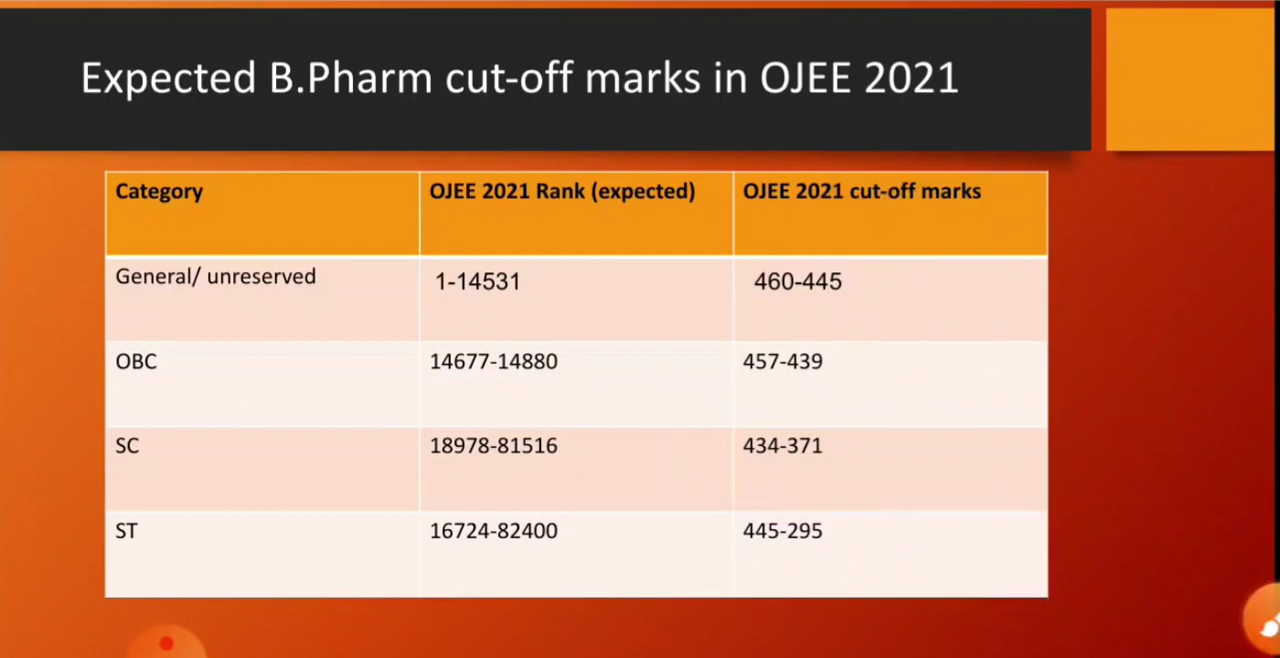 Expected B.Pharm cut-off marks in OJEE 2021
Category OJEE 2021 Rank (expected) OJEE 2021 cut-off marks
General/ unreserved 1-14531 460-445
OBC 14677-14880 457-439
SC 18978-81516 434-371
ST 16724-82400 445-295